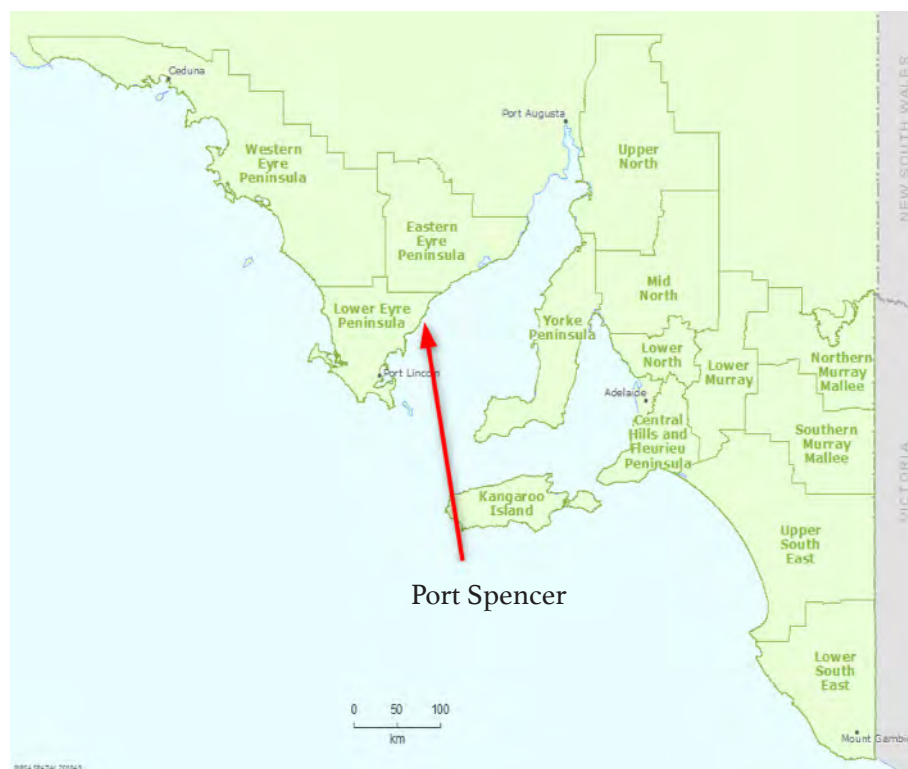 Ceduna
Port Augusta
NEW SOUTH WALES
Western
Eyre
Peninsula
Upper
North
Eastern
Eyre
Peninsula
Mid
North
Lower Eyre
Peninsula
Yorke
Peninsula
Lower
North
Lower
Murray
Northern
Murray
Mallee
Port Lincoln
Adelaide
Central
Hills and
Fleurieu
Peninsula
Southern
Murray
Mallee
VICTORIA
Kangaroo
Island
Upper
South
East
Port Spencer
Lower
South
East
0 50 100
km
Mount Gambie